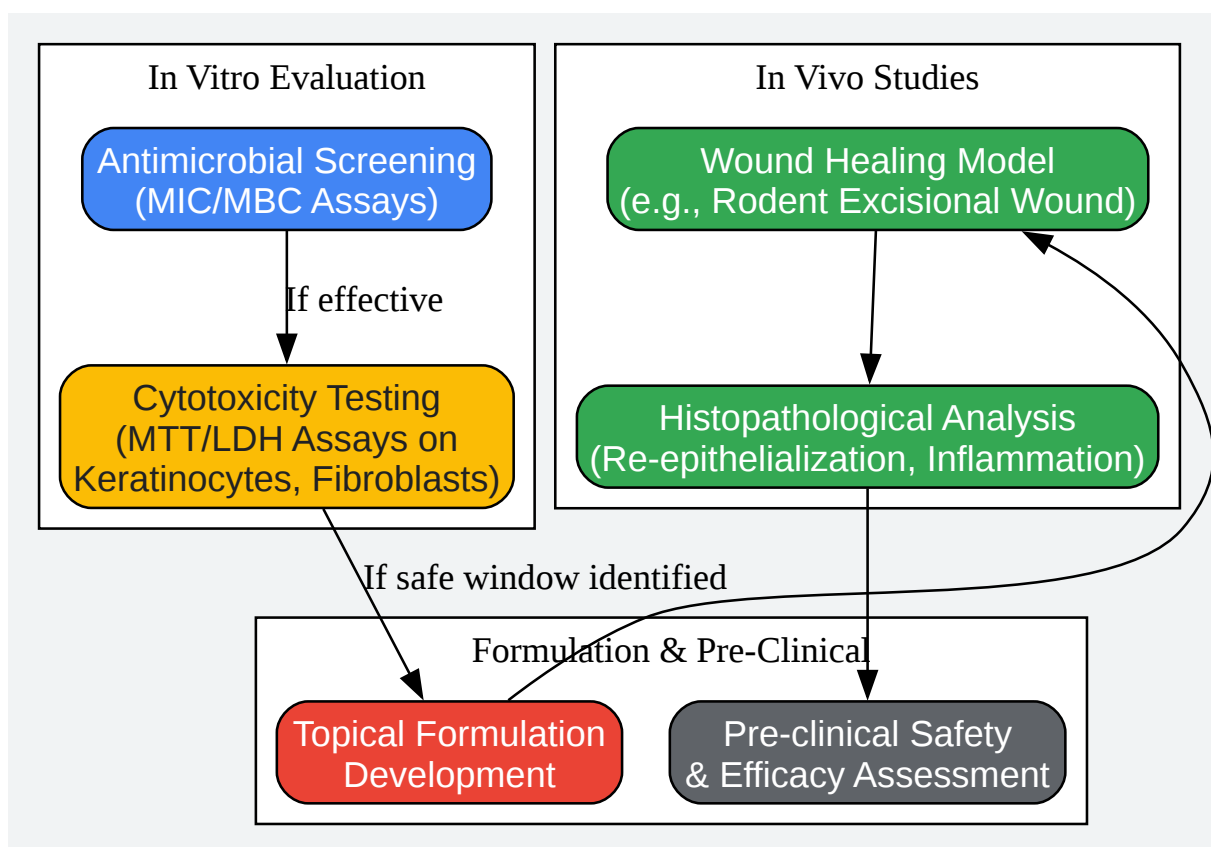 In Vitro Evaluation
Antimicrobial Screening
(MIC/MBC Assays)
If effective
Cytotoxicity Testing
(MTT/LDH Assays on
Keratinocytes, Fibroblasts)
In Vivo Studies
Wound Healing Model
(e.g., Rodent Excisional Wound)
Histopathological Analysis
(Re-epithelialization, Inflammation)
If safe window identified
Formulation & Pre-Clinical
Topical Formulation
Development
Pre-clinical Safety
& Efficacy Assessment